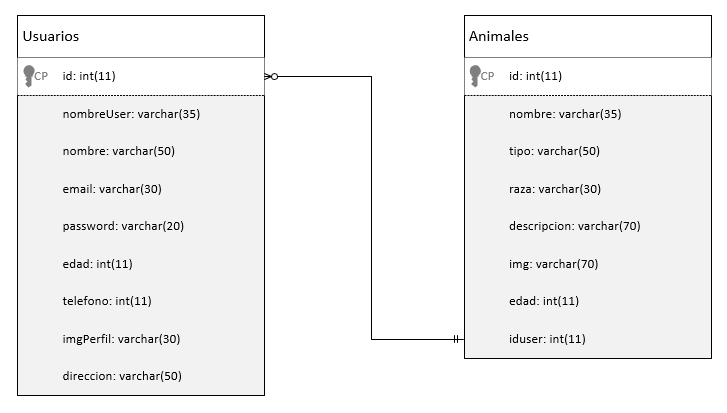 Usuarios
CP id: int(11)
nombreUser: varchar(35)
nombre: varchar(50)
email: varchar(30)
password: varchar(20)
edad: int(11)
telefono: int(11)
imgPerfil: varchar(30)
direccion: varchar(50)
Animales
CP id: int(11)
nombre: varchar(35)
tipo: varchar(50)
raza: varchar(30)
descripcion: varchar(70)
img: varchar(70)
edad: int(11)
iduser: int(11)